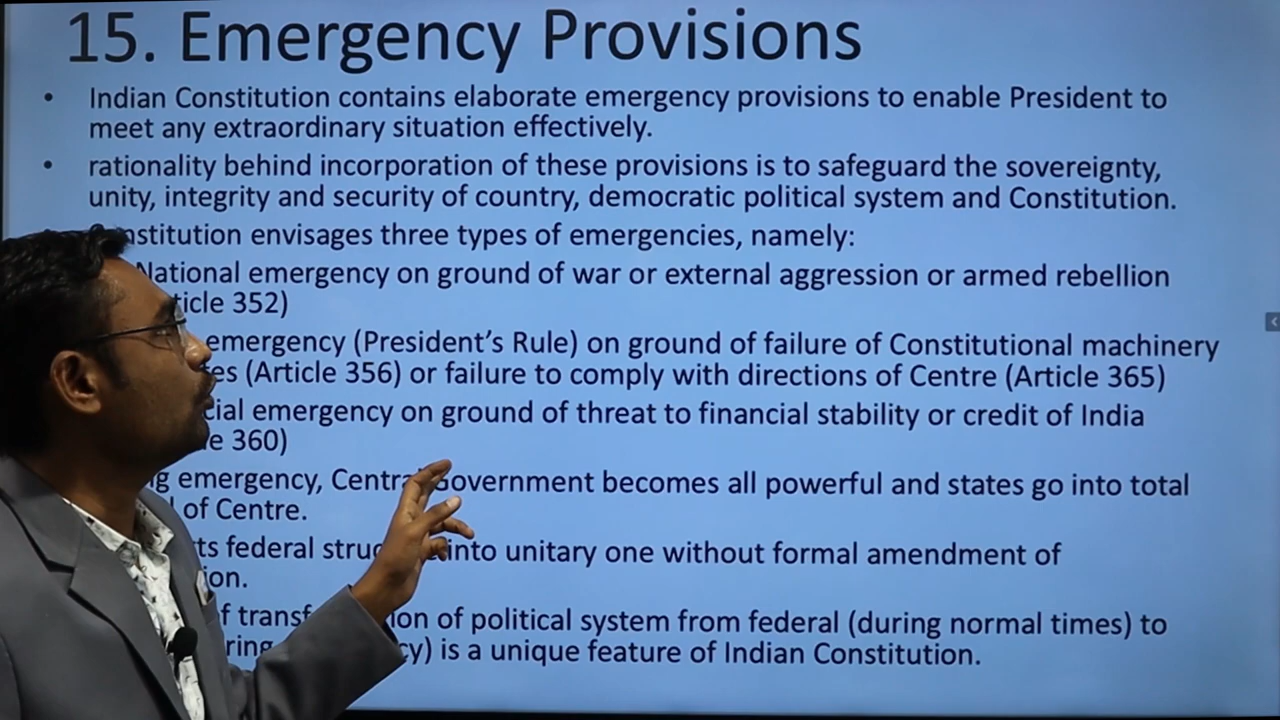 15. Emergency Provisions
• Indian Constitution contains elaborate emergency provisions to enable President to
meet any extraordinary situation effectively.
• rationality behind incorporation of these provisions is to safeguard the sovereignty,
unity, integrity and security of country, democratic political system and Constitution.
nstitution envisages three types of emergencies, namely:
National emergency on ground of war or external aggression or armed rebellion
ticle 352)
emergency (President's Rule) on ground of failure of Constitutional machinery
es (Article 356) or failure to comply with directions of Centre (Article 365)
cial emergency on ground of threat to financial stability or credit of India
e 360)
g emergency, Central Government becomes all powerful and states go into total
of Centre.
ts federal struc into unitary one without formal amendment of
ion.
f transf ion of political system from federal (during normal times) to
ring cy) is a unique feature of Indian Constitution.